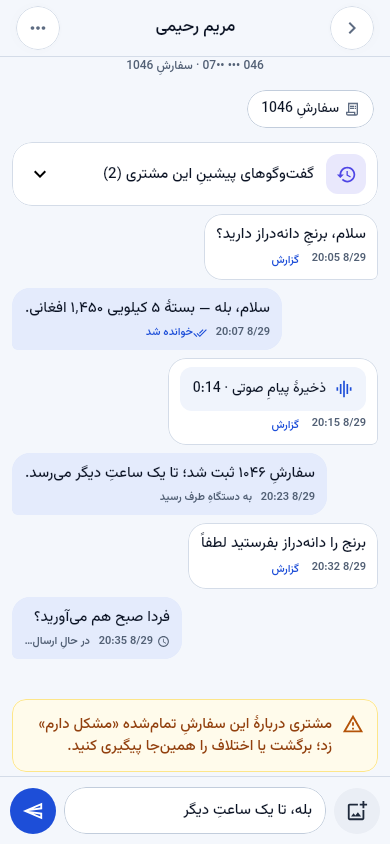 مریم رحیمی
046 ••• ••07 · سفارشِ 1046
سفارشِ 1046
گفت‌وگوهای پیشینِ این مشتری (2)
سلام، برنجِ دانه‌دراز دارید؟
8/29 20:05 گزارش
سلام، بله — بستهٔ ۵ کیلویی ۱٬۴۵۰ افغانی.
8/29 20:07 خوانده شد
ذخیرهٔ پیامِ صوتی · 0:14
8/29 20:15 گزارش
سفارشِ ۱۰۴۶ ثبت شد؛ تا یک ساعتِ دیگر می‌رسد.
8/29 20:23 به دستگاهِ طرف رسید
برنج را دانه‌دراز بفرستید لطفاً
8/29 20:32 گزارش
فردا صبح هم می‌آورید؟
8/29 20:35 در حالِ ارسال…
مشتری دربارهٔ این سفارشِ تمام‌شده «مشکل دارم»
زد؛ برگشت یا اختلاف را همین‌جا پیگیری کنید.
بله، تا یک ساعتِ دیگر